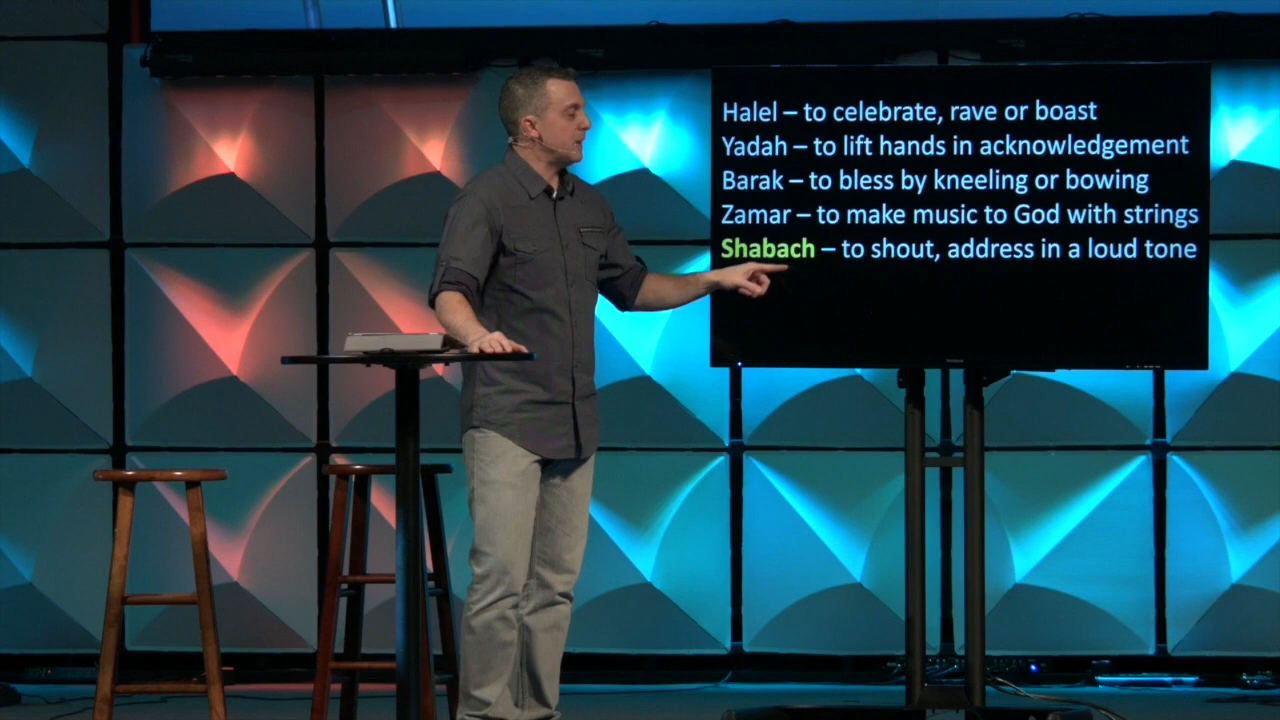 Halel – to celebrate, rave or boast
Yadah – to lift hands in acknowledgement
Barak – to bless by kneeling or bowing
Zamar – to make music to God with strings
Shabach – to shout, address in a loud tone